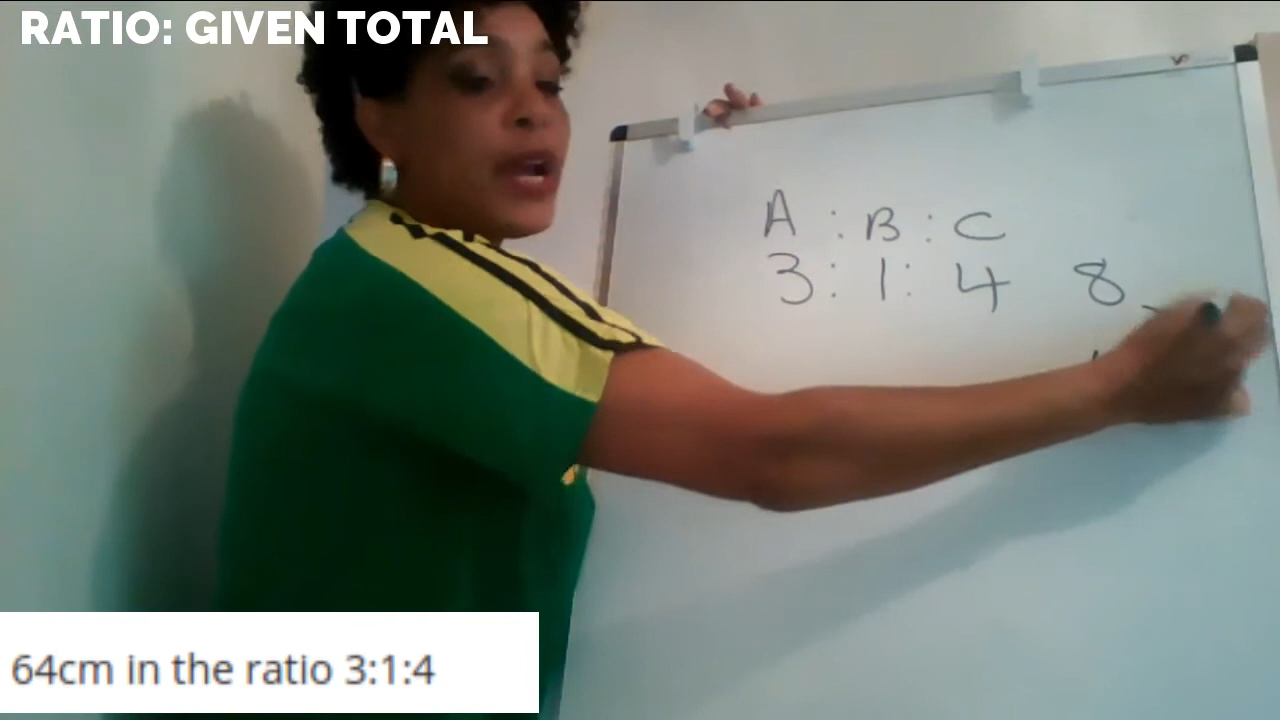 RATIO: GIVEN TOTAL
A : B : C
3 : 1 : 4 8
64cm in the ratio 3:1:4